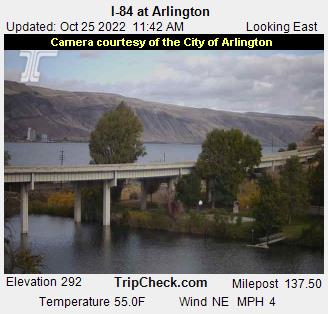 I-84 at Arlington
Updated: Oct 25 2022 11:42 AM Looking East
Camera courtesy of the City of Arlington
Elevation 292 TripCheck.com Milepost 137.50
Temperature 55.0F Wind NE MPH 4